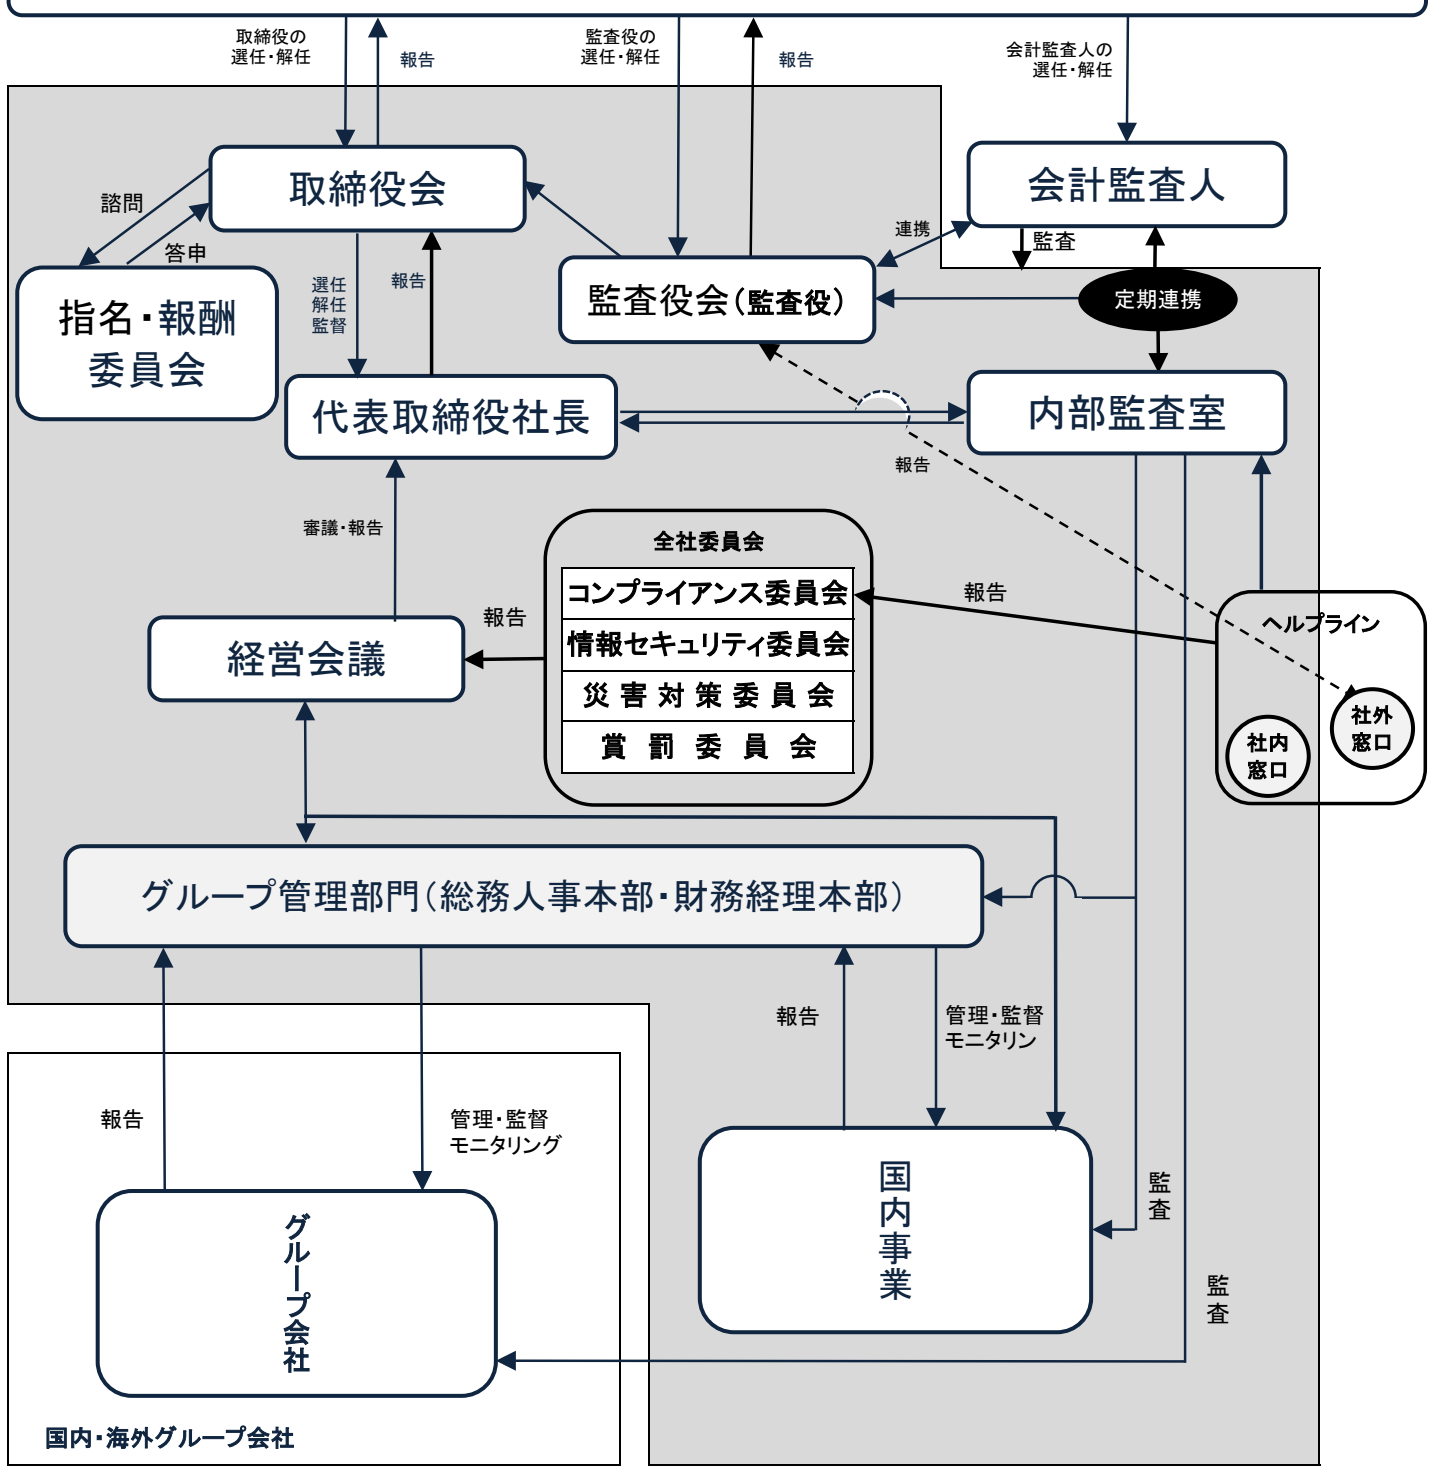 取締役の
選任・解任
報告
監査役の
選任・解任
報告
会計監査人の
選任・解任
取締役会
会計監査人
諮問
答申
連携
監査
選任
解任
監督
報告
監査役会(監査役)
定期連携
指名・報酬
委員会
代表取締役社長
内部監査室
報告
審議・報告
全社委員会
コンプライアンス委員会
情報セキュリティ委員会
災害対策委員会
賞罰委員会
報告
報告
経営会議
ヘルプライン
社外
窓口
社内
窓口
グループ管理部門(総務人事本部・財務経理本部)
報告
管理・監督
モニタリン
報告
管理・監督
モニタリング
国内事業
監査
監査
グループ会社
国内・海外グループ会社